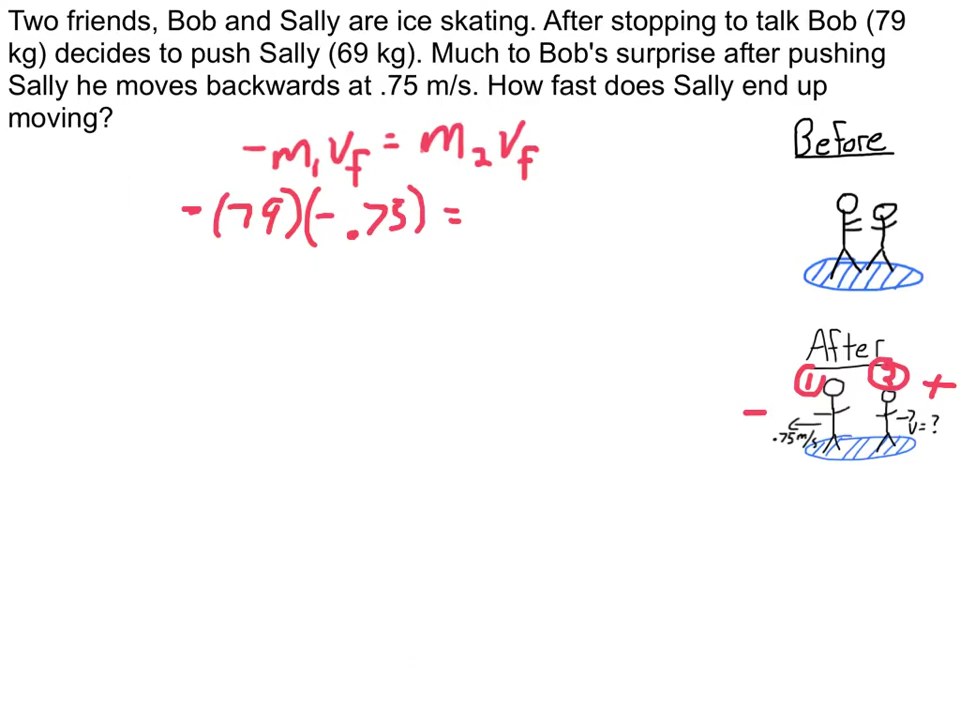 Two friends, Bob and Sally are ice skating. After stopping to talk Bob (79
kg) decides to push Sally (69 kg). Much to Bob's surprise after pushing
Sally he moves backwards at .75 m/s. How fast does Sally end up
moving?
-m₁vf = m₂vf
-(79)(-.75) =
Before
After
① ② +
-
.75m/s v=?